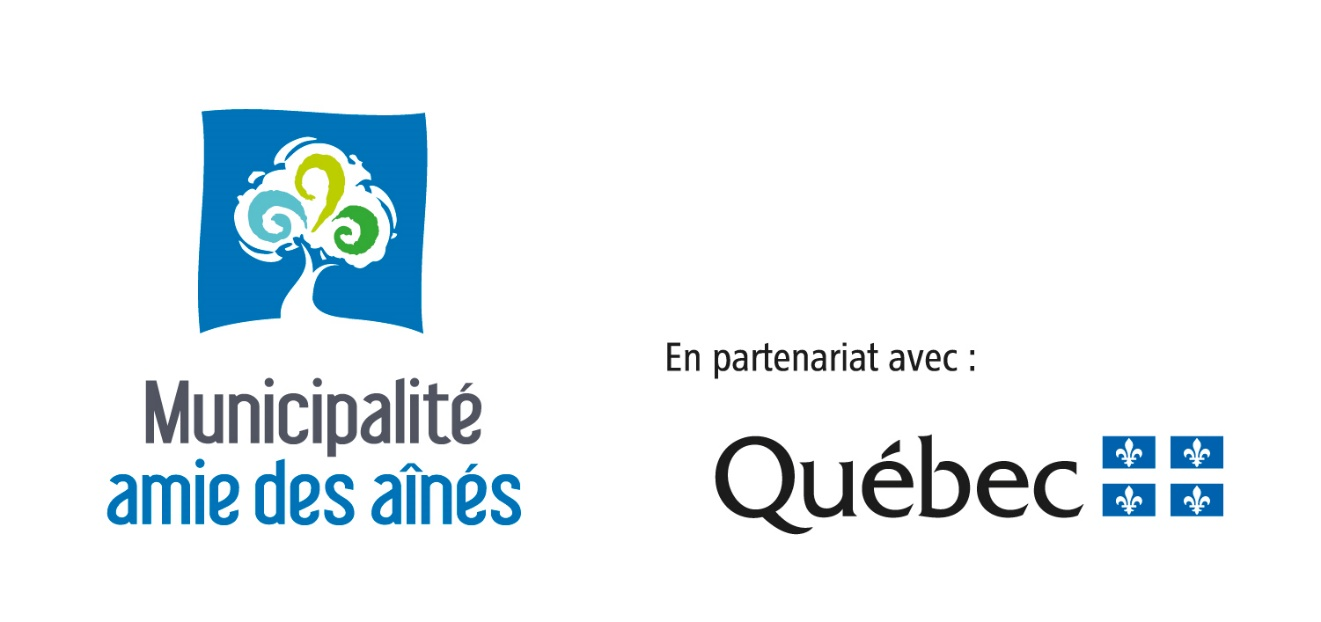 Municipalité
amie des aînés
En partenariat avec :
Québec